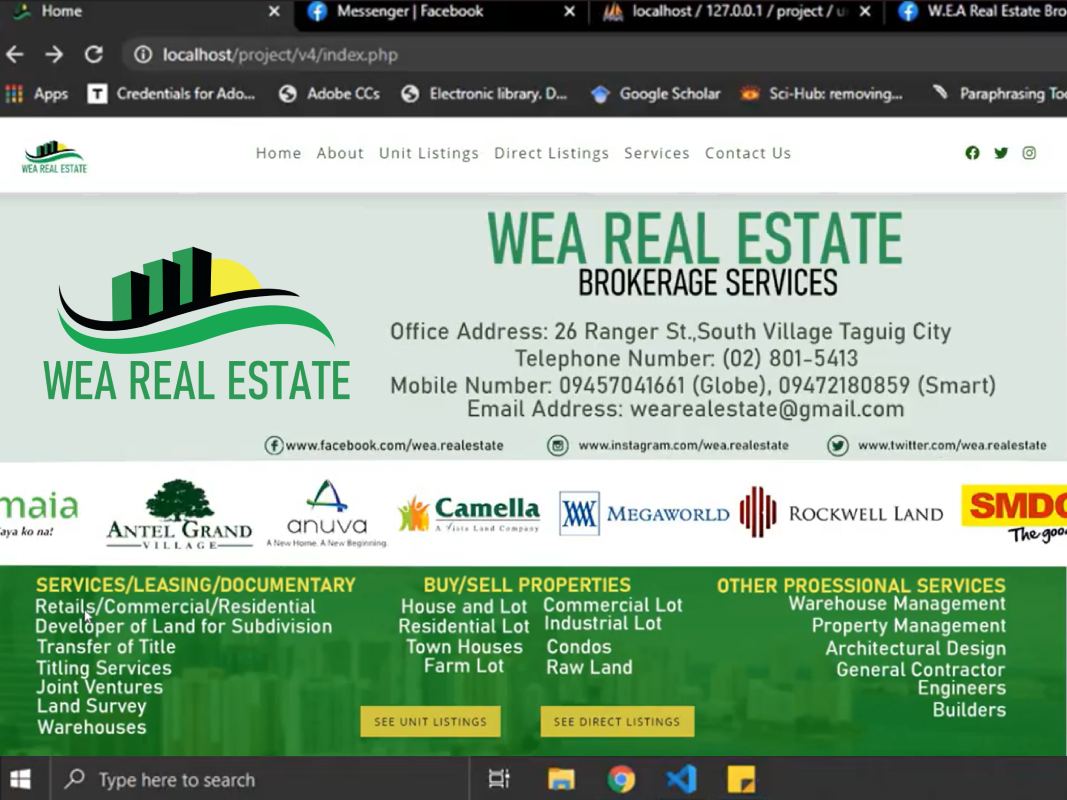 Home
Messenger | Facebook
localhost / 127.0.0.1 / project / u
W.E.A Real Estate Bro
localhost/project/v4/index.php
Apps
T
Credentials for Ado...
Adobe CCs
Electronic library. D...
Google Scholar
Sci-Hub: removing...
Paraphrasing Too
WEA REAL ESTATE
Home About Unit Listings Direct Listings Services Contact Us
WEA REAL ESTATE
WEA REAL ESTATE
BROKERAGE SERVICES
Office Address: 26 Ranger St.,South Village Taguig City
Telephone Number: (02) 801-5413
Mobile Number: 09457041661 (Globe), 09472180859 (Smart)
Email Address: wearealestate@gmail.com
www.facebook.com/wea.realestate
www.instagram.com/wea.realestate
www.twitter.com/wea.realestate
maia
aya ko na!
ANTEL GRAND
VILLAGE
anuva
A New Home. A New Beginning.
Camella
A Vista Land Company
MEGAWORLD
ROCKWELL LAND
SMDC
The good
SERVICES/LEASING/DOCUMENTARY
Retails/Commercial/Residential
Developer of Land for Subdivision
Transfer of Title
Titling Services
Joint Ventures
Land Survey
Warehouses
BUY/SELL PROPERTIES
House and Lot Commercial Lot
Residential Lot Industrial Lot
Town Houses Condos
Farm Lot Raw Land
SEE UNIT LISTINGS
SEE DIRECT LISTINGS
OTHER PROESSIONAL SERVICES
Warehouse Management
Property Management
Architectural Design
General Contractor
Engineers
Builders
Type here to search